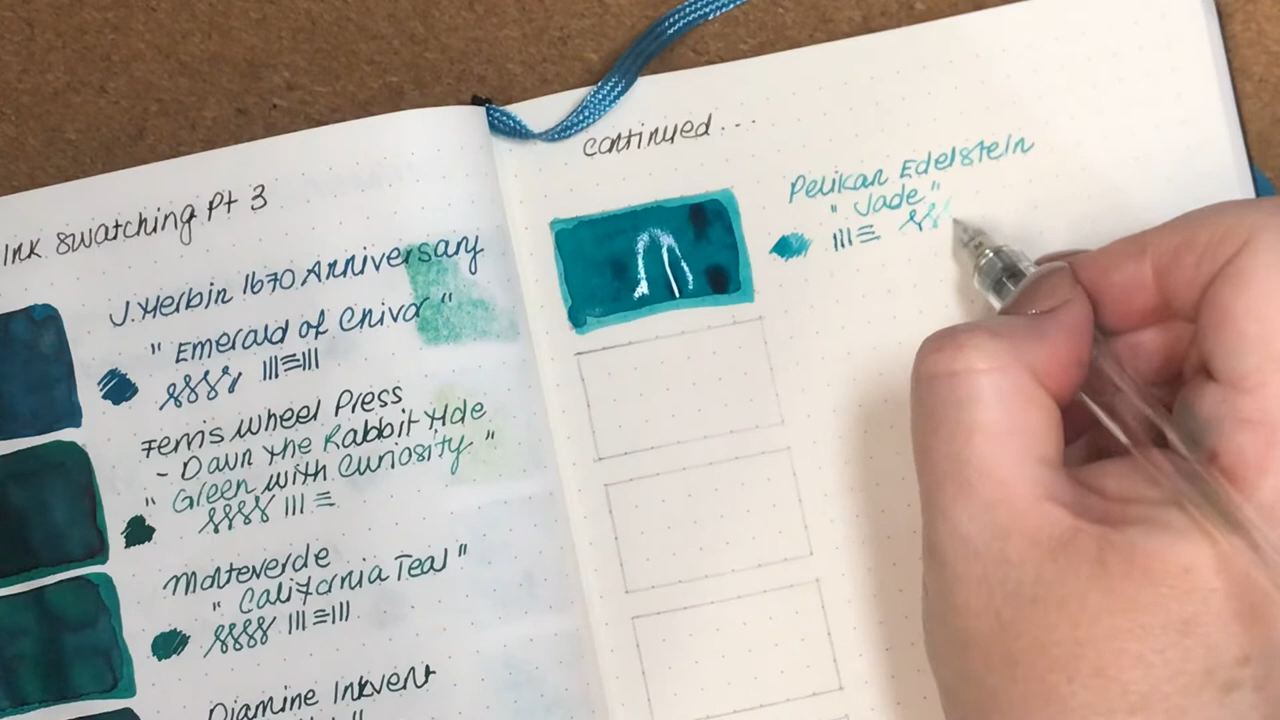 Ink Swatching Pt 3
J. Herbin 1670 Anniversary
" Emerald of Chivor "
Ferris Wheel Press
- Down the Rabbit Hole
" Green with Curiosity "
Monteverde
" California Teal "
Diamine Inkvent
continued...
Pelikan Edelstein
" Jade "